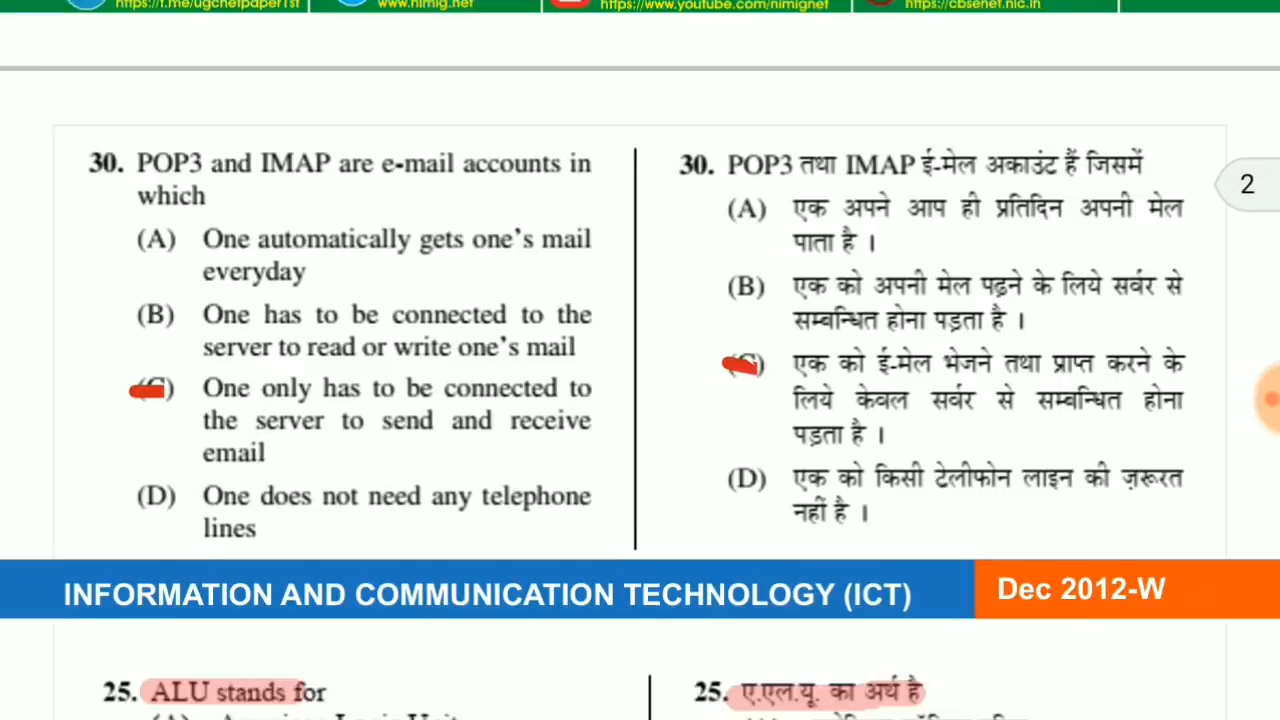 https://t.me/ugcnetpaper1st www.nimig.net https://www.youtube.com/nimignet https://cbsenet.nic.in
30. POP3 and IMAP are e-mail accounts in
which
(A) One automatically gets one's mail
everyday
(B) One has to be connected to the
server to read or write one's mail
One only has to be connected to
the server to send and receive
email
(D) One does not need any telephone
lines
30. POP3 तथा IMAP ई-मेल अकाउंट हैं जिसमें
(A) एक अपने आप ही प्रतिदिन अपनी मेल
पाता है ।
(B) एक को अपनी मेल पढ़ने के लिये सर्वर से
सम्बन्धित होना पड़ता है ।
एक को ई-मेल भेजने तथा प्राप्त करने के
लिये केवल सर्वर से सम्बन्धित होना
पड़ता है ।
(D) एक को किसी टेलीफोन लाइन की ज़रूरत
नहीं है ।
2
INFORMATION AND COMMUNICATION TECHNOLOGY (ICT)
Dec 2012-W
25. ALU stands for
25. ए.एल.यू. का अर्थ है